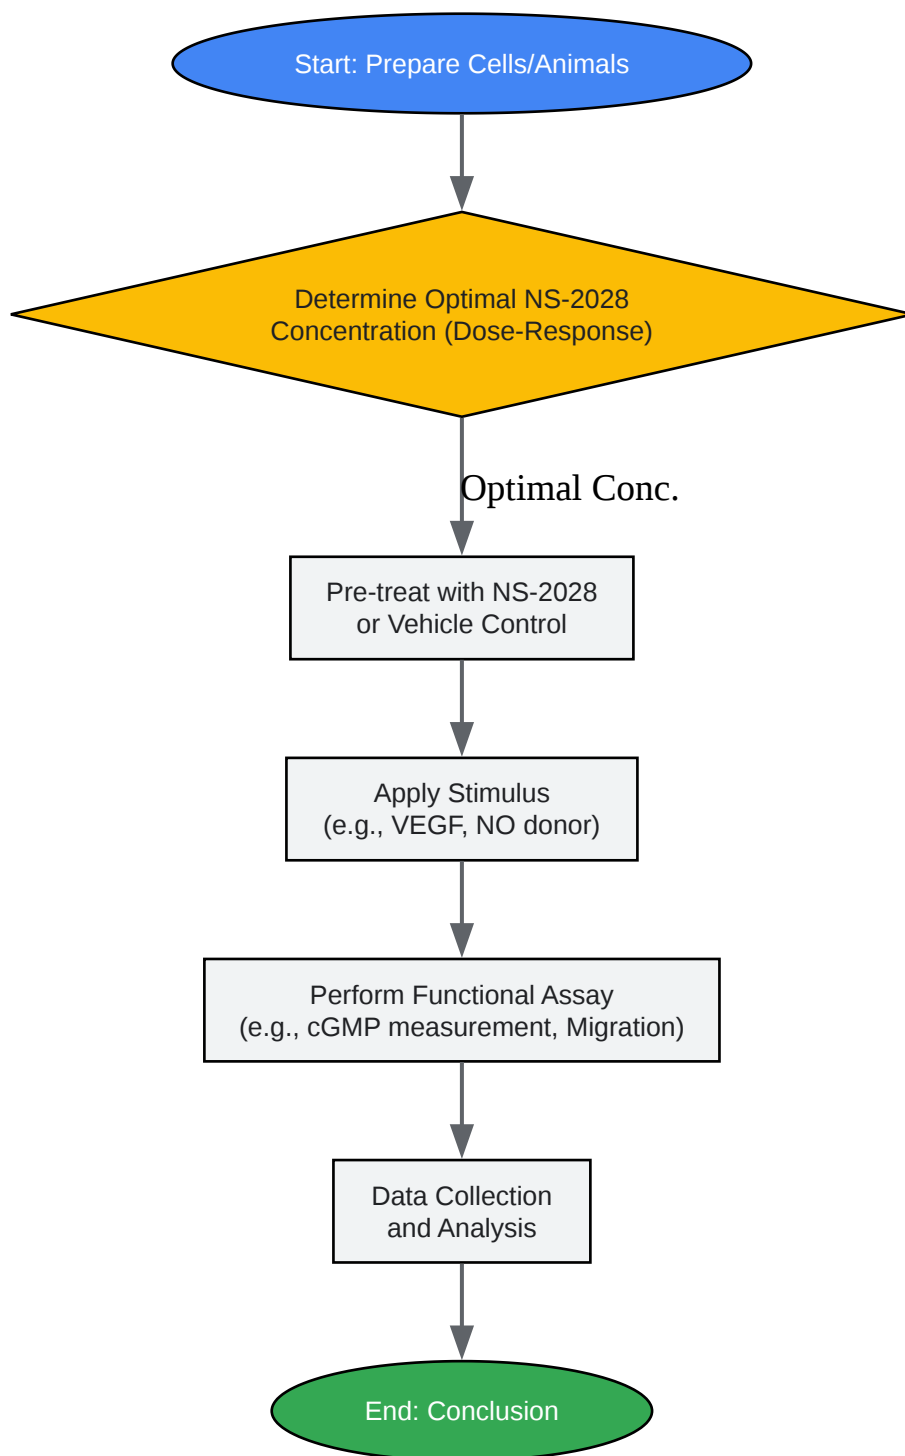 Start: Prepare Cells/Animals
Determine Optimal NS-2028
Concentration (Dose-Response)
Optimal Conc.
Pre-treat with NS-2028
or Vehicle Control
Apply Stimulus
(e.g., VEGF, NO donor)
Perform Functional Assay
(e.g., cGMP measurement, Migration)
Data Collection
and Analysis
End: Conclusion